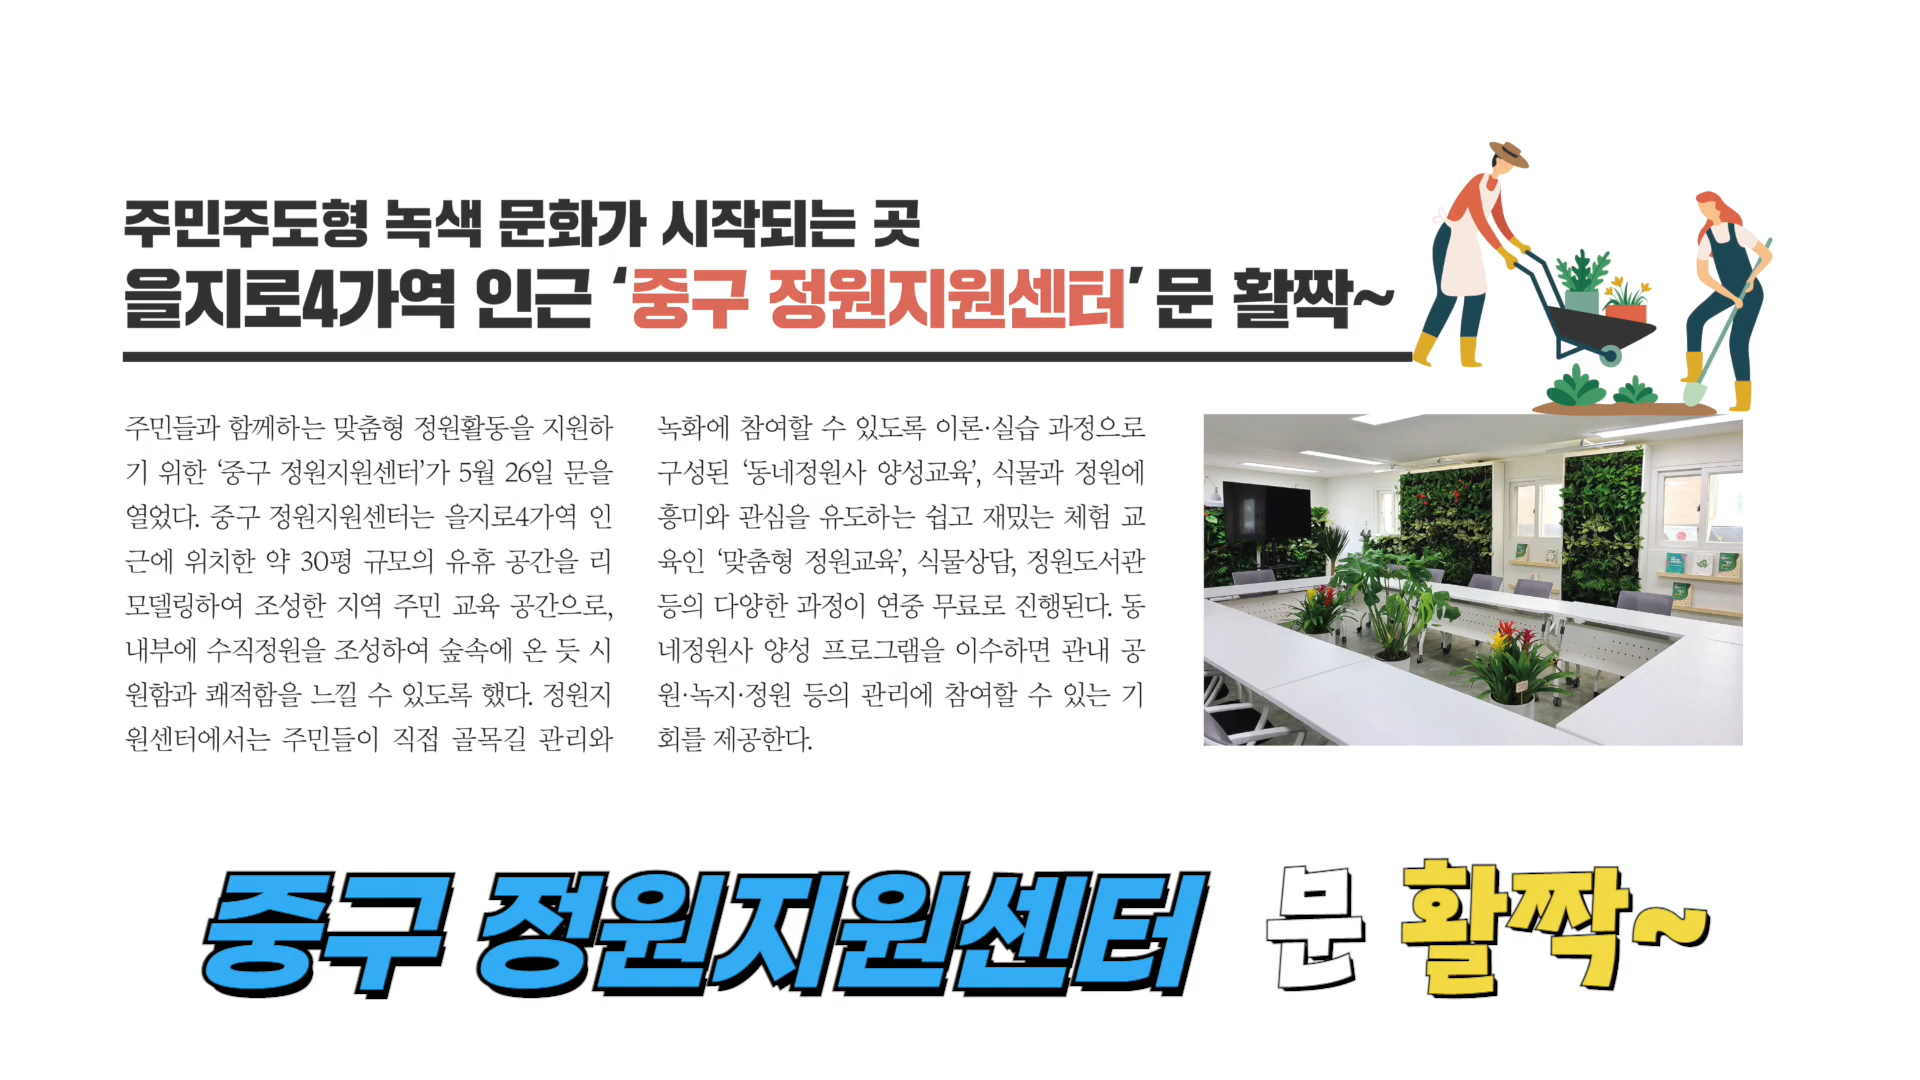 주민주도형 녹색 문화가 시작되는 곳
을지로4가역 인근 ‘중구 정원지원센터’ 문 활짝~
주민들과 함께하는 맞춤형 정원활동을 지원하
기 위한 ‘중구 정원지원센터’가 5월 26일 문을
열었다. 중구 정원지원센터는 을지로4가역 인
근에 위치한 약 30평 규모의 유휴 공간을 리
모델링하여 조성한 지역 주민 교육 공간으로,
내부에 수직정원을 조성하여 숲속에 온 듯 시
원함과 쾌적함을 느낄 수 있도록 했다. 정원지
원센터에서는 주민들이 직접 골목길 관리와
녹화에 참여할 수 있도록 이론·실습 과정으로
구성된 ‘동네정원사 양성교육’, 식물과 정원에
흥미와 관심을 유도하는 쉽고 재밌는 체험 교
육인 ‘맞춤형 정원교육’, 식물상담, 정원도서관
등의 다양한 과정이 연중 무료로 진행된다. 동
네정원사 양성 프로그램을 이수하면 관내 공
원·녹지·정원 등의 관리에 참여할 수 있는 기
회를 제공한다.
중구 정원지원센터 문 활짝~